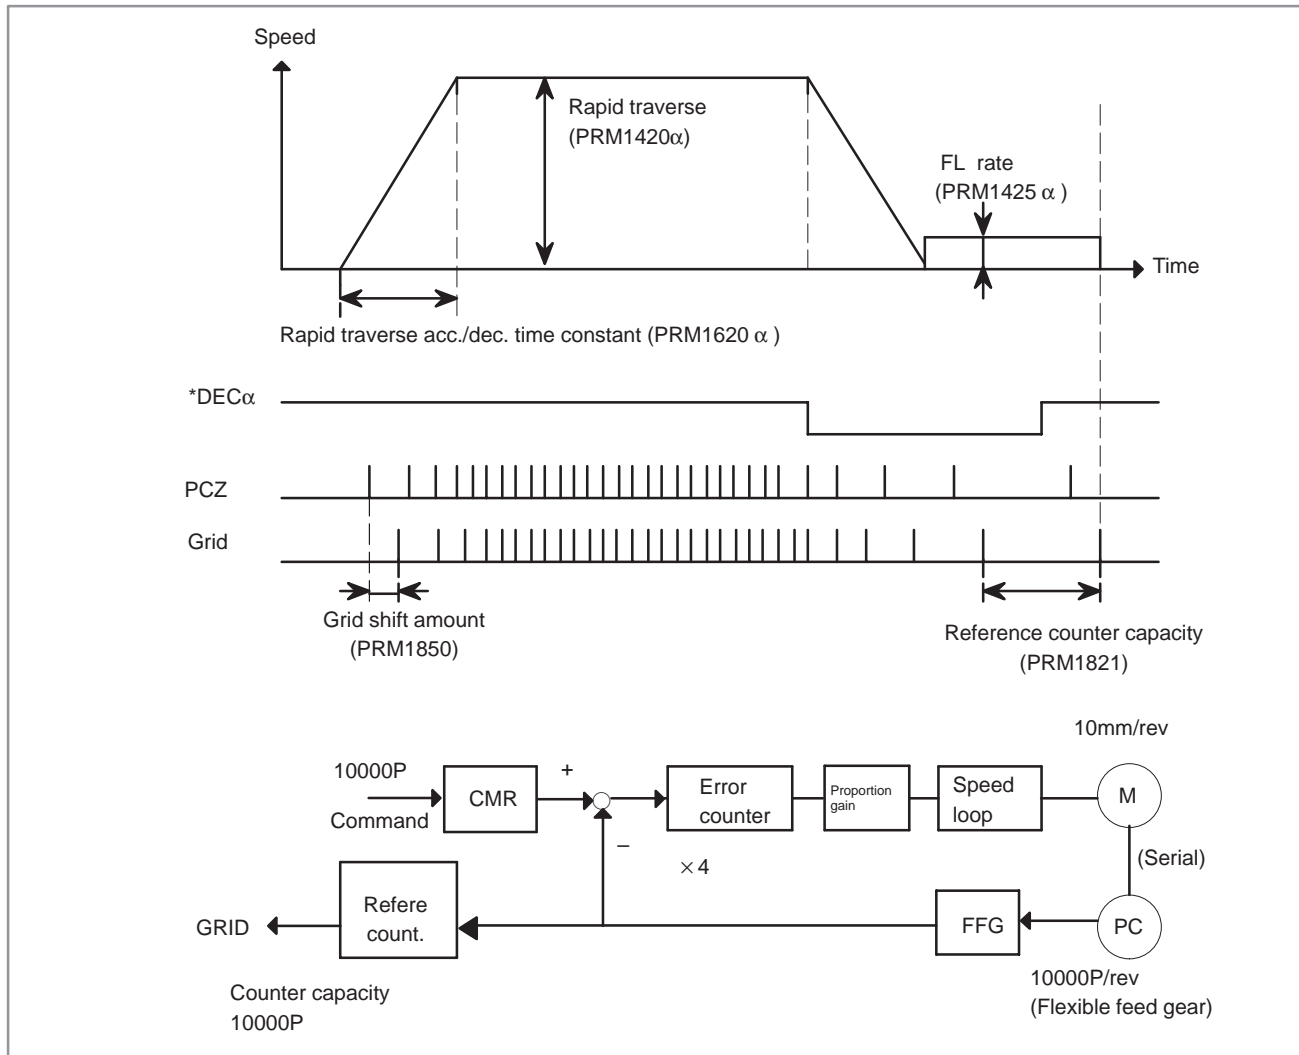 Speed
Rapid traverse
(PRM1420α)
FL rate
(PRM1425 α )
Time
Rapid traverse acc./dec. time constant (PRM1620 α )
*DECα
PCZ
Grid
Grid shift amount
(PRM1850)
Reference counter capacity
(PRM1821)
10mm/rev
10000P
Command
CMR
+
−
Error
counter
Proportion
gain
Speed
loop
M
×4
(Serial)
GRID
Refere
count.
FFG
PC
Counter capacity
10000P
10000P/rev
(Flexible feed gear)